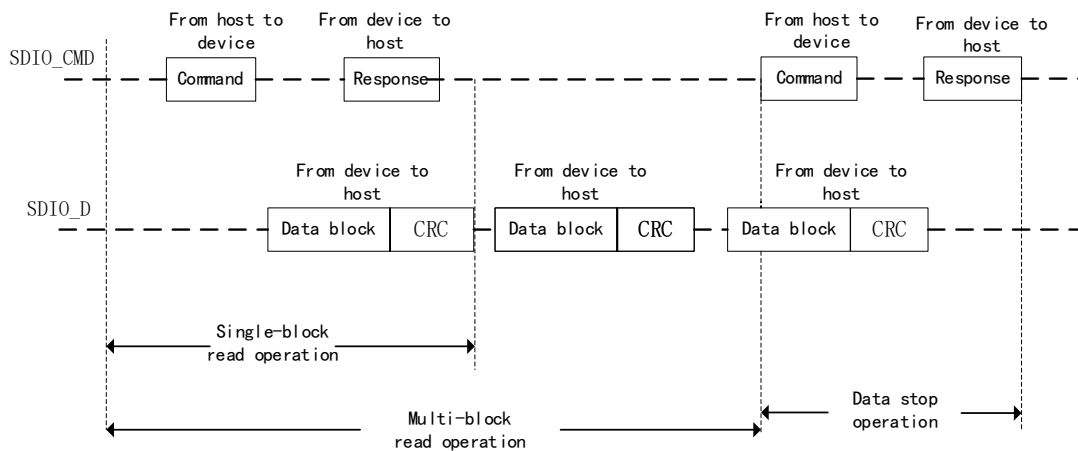 From host to
device
From device to
host
From host to
device
From device to
host
SDIO_CMD
Command
Response
Command
Response
From device to
host
From device to
host
From device to
host
SDIO_D
Data block
CRC
Data block
CRC
Data block
CRC
Single-block
read operation
Multi-block
read operation
Data stop
operation